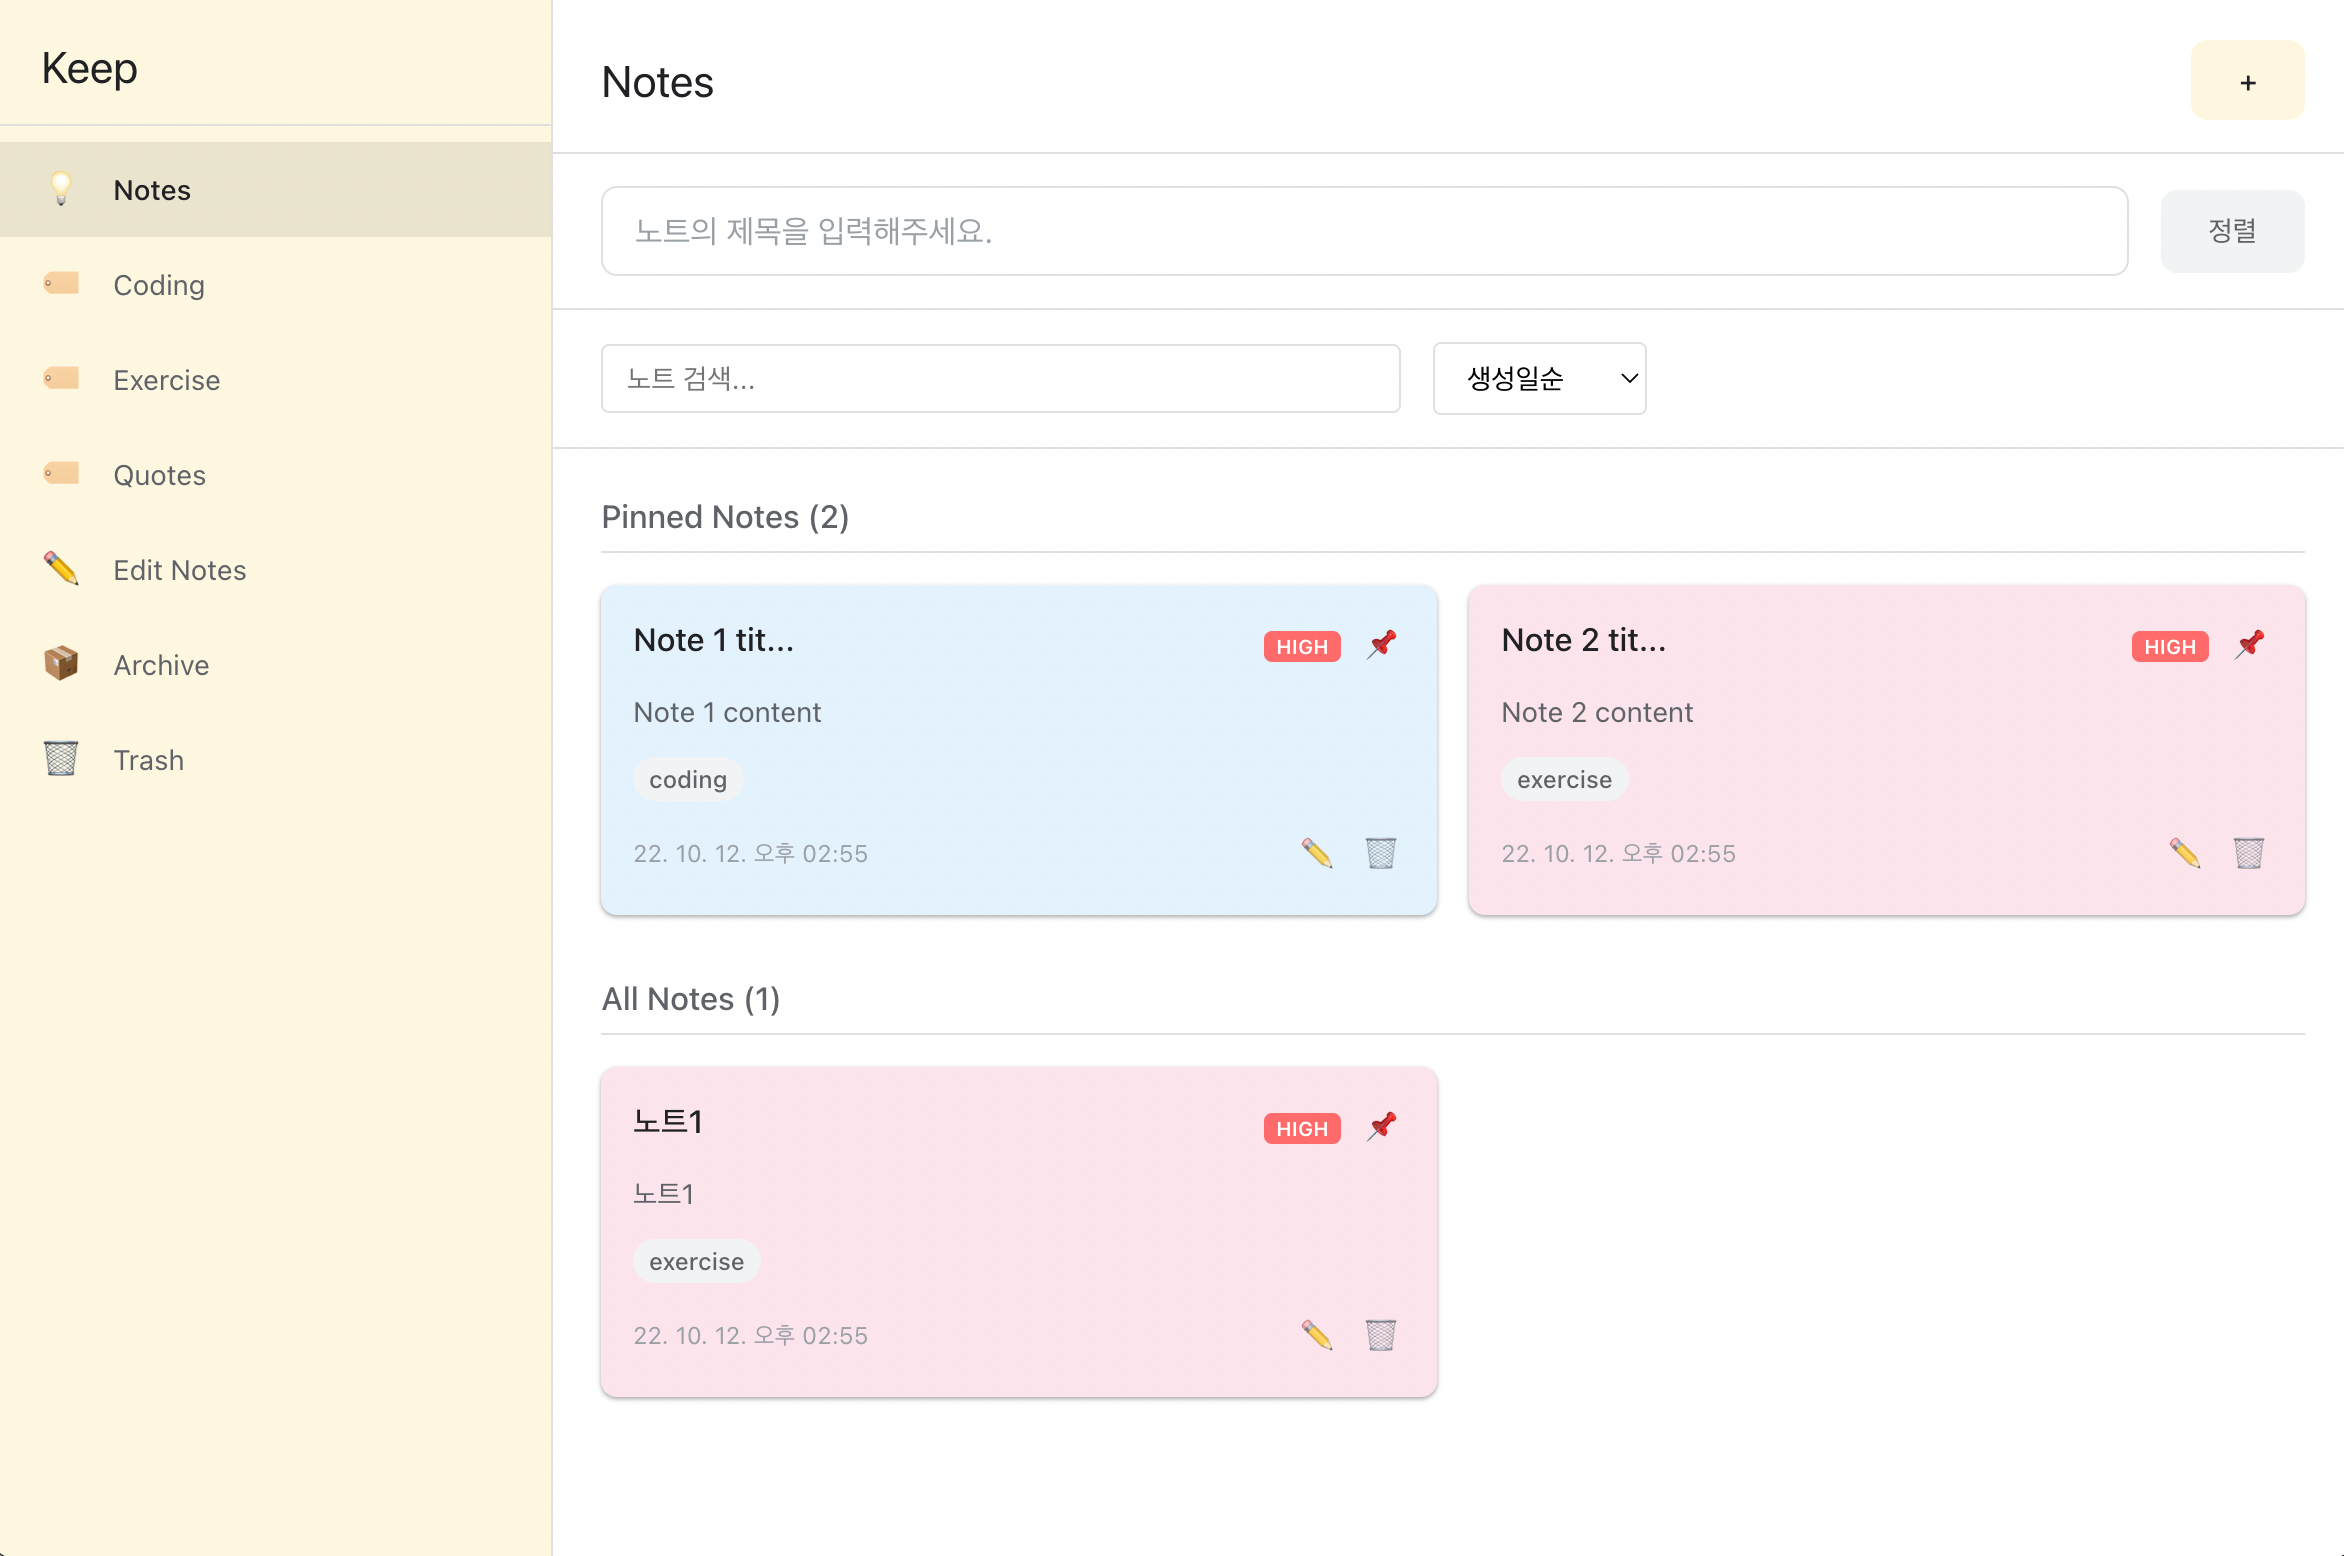 Keep
Notes
Coding
Exercise
Quotes
Edit Notes
Archive
Trash
Notes
+
노트의 제목을 입력해주세요.
정렬
노트 검색...
생성일순
Pinned Notes (2)
Note 1 tit...
HIGH
Note 1 content
coding
22. 10. 12. 오후 02:55
Note 2 tit...
HIGH
Note 2 content
exercise
22. 10. 12. 오후 02:55
All Notes (1)
노트1
HIGH
노트1
exercise
22. 10. 12. 오후 02:55